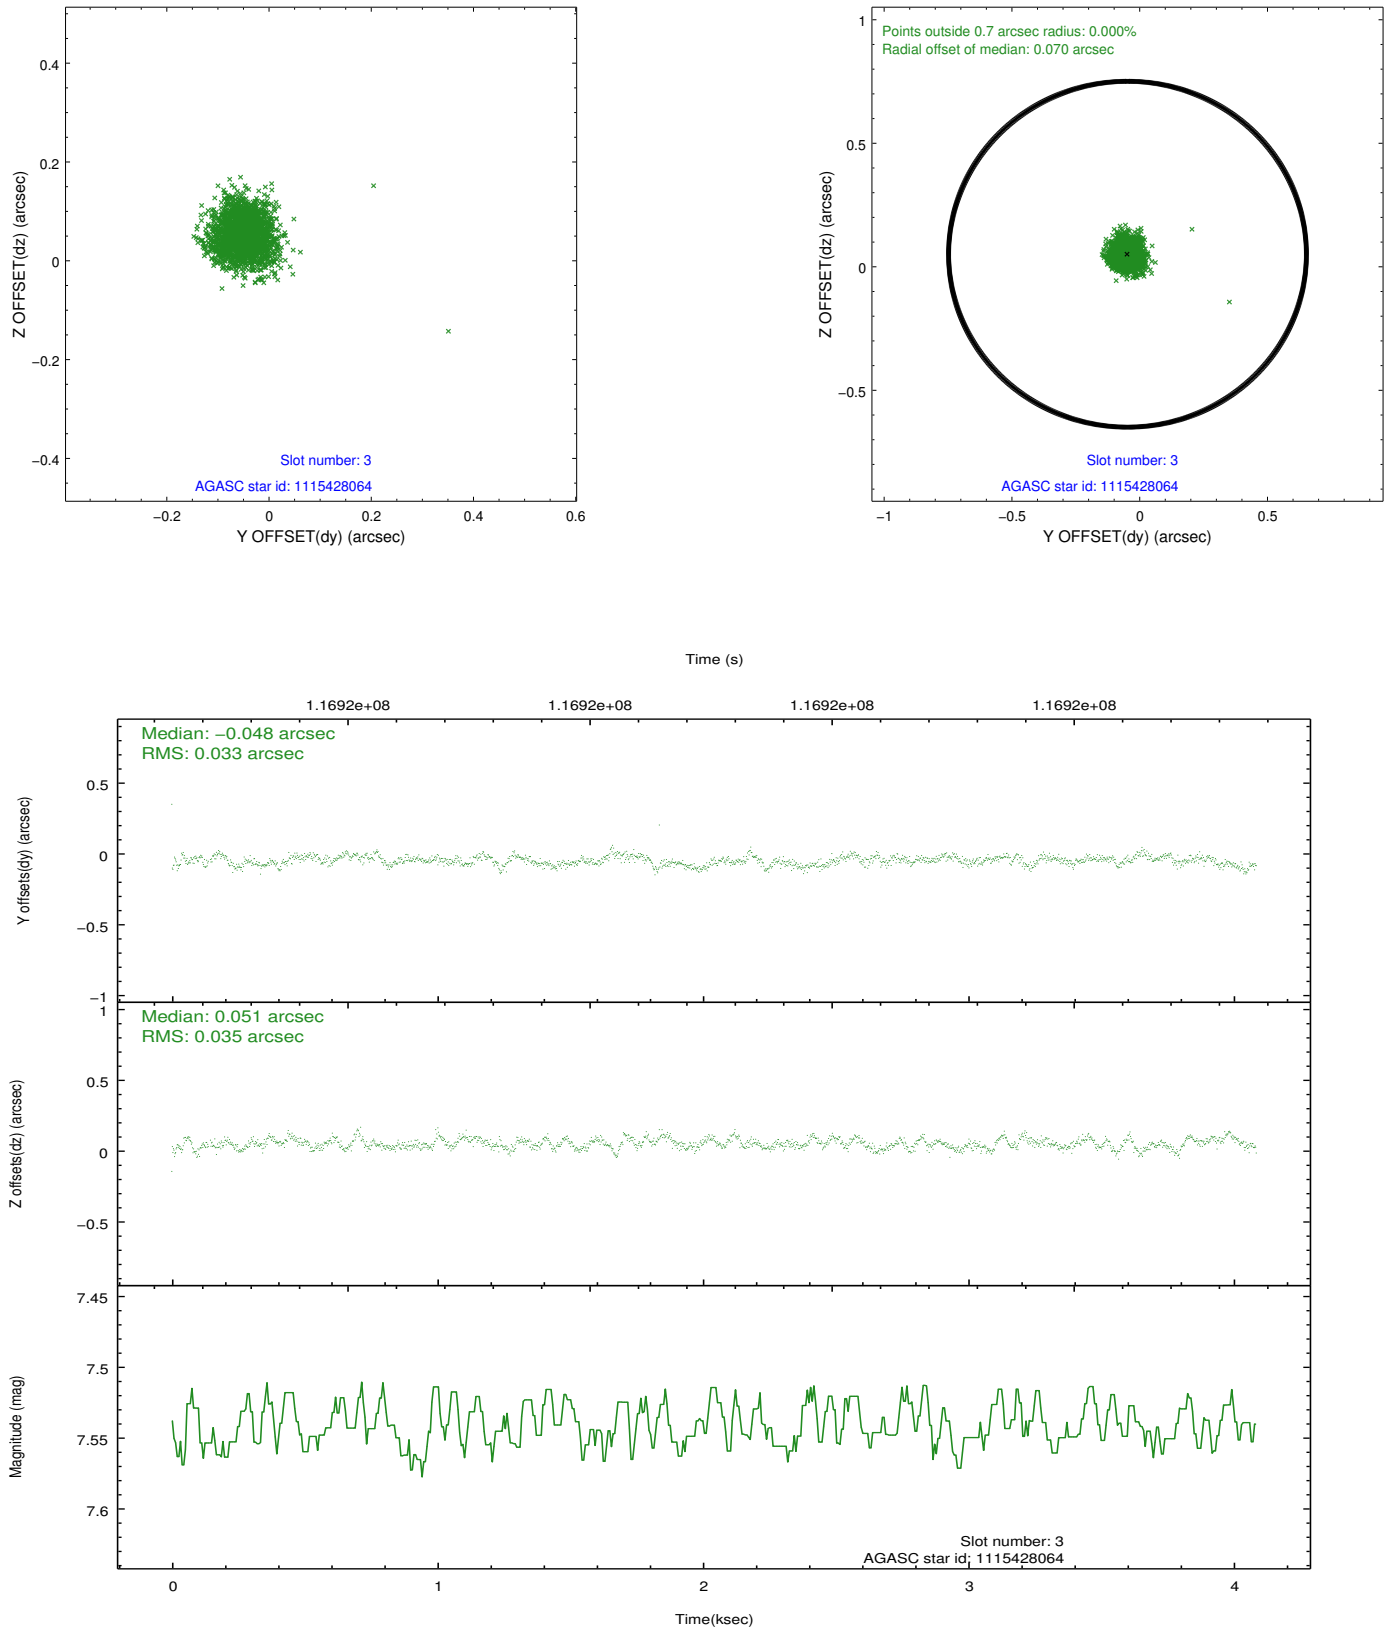 0.4
0.2
0
−0.2
−0.4
Z OFFSET(dz) (arcsec)
Slot number: 3
AGASC star id: 1115428064
−0.2 0 0.2 0.4 0.6
Y OFFSET(dy) (arcsec)
Points outside 0.7 arcsec radius: 0.000%
Radial offset of median: 0.070 arcsec
1
0.5
0
−0.5
Z OFFSET(dz) (arcsec)
Slot number: 3
AGASC star id: 1115428064
−1 −0.5 0 0.5
Y OFFSET(dy) (arcsec)
Time (s)
1.1692e+08 1.1692e+08 1.1692e+08 1.1692e+08
Median: −0.048 arcsec
RMS: 0.033 arcsec
0.5
0
−0.5
−1
Y offsets(dy) (arcsec)
Median: 0.051 arcsec
RMS: 0.035 arcsec
1
0.5
0
−0.5
Z offsets(dz) (arcsec)
7.45
7.5
7.55
7.6
Magnitude (mag)
Slot number: 3
AGASC star id: 1115428064
0 1 2 3 4
Time(ksec)